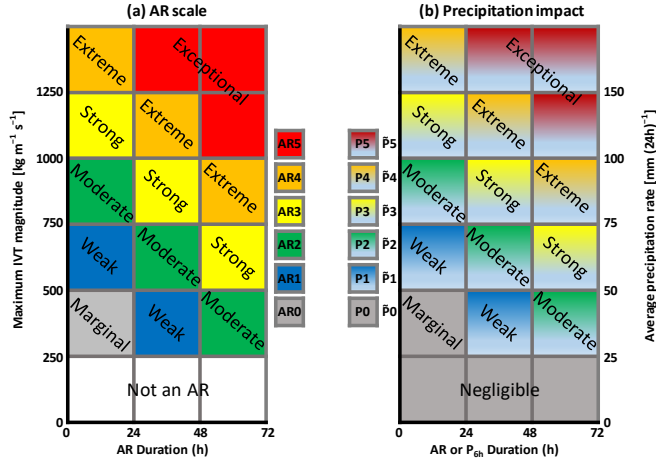 (a) AR scale
(b) Precipitation impact
Maximum IVT magnitude [kg m⁻¹ s⁻¹]
1250
1000
750
500
250
0
Extreme
Exceptional
Strong
Extreme
Moderate
Strong
Extreme
Weak
Moderate
Strong
Marginal
Weak
Moderate
Not an AR
0 24 48 72
AR Duration (h)
AR5
AR4
AR3
AR2
AR1
AR0
P5 P̃5
P4 P̃4
P3 P̃3
P2 P̃2
P1 P̃1
P0 P̃0
Extreme
Exceptional
Strong
Extreme
Moderate
Strong
Extreme
Weak
Moderate
Strong
Marginal
Weak
Moderate
Negligible
0 24 48 72
AR or P₆ₕ Duration (h)
150
100
50
25
0
Average precipitation rate [mm (24h)⁻¹]